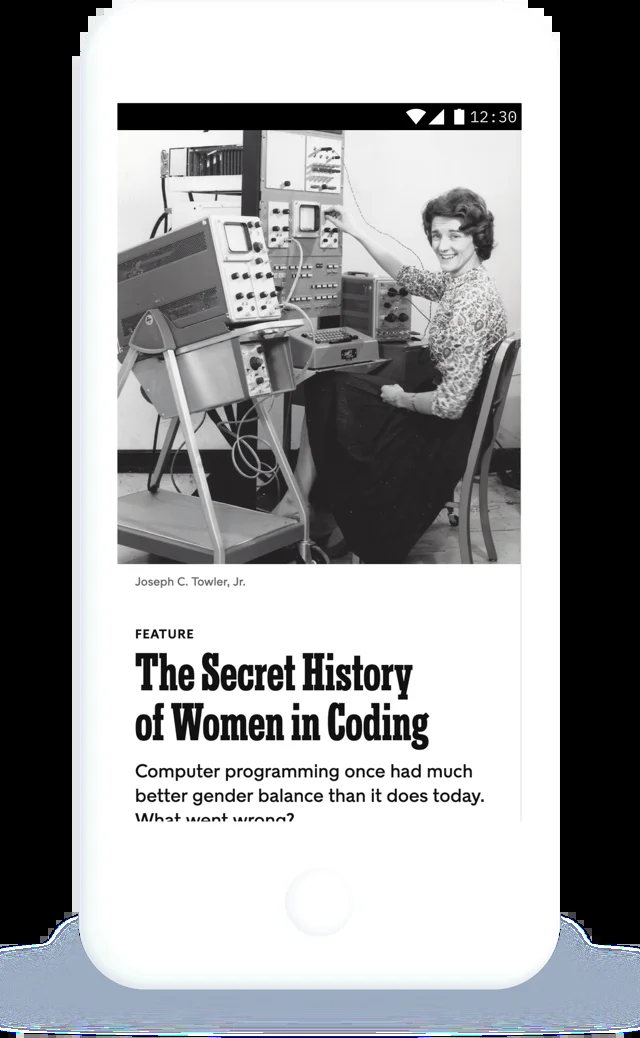 12:30
Joseph C. Towler, Jr.
FEATURE
The Secret History
of Women in Coding
Computer programming once had much
better gender balance than it does today.
What went wrong?